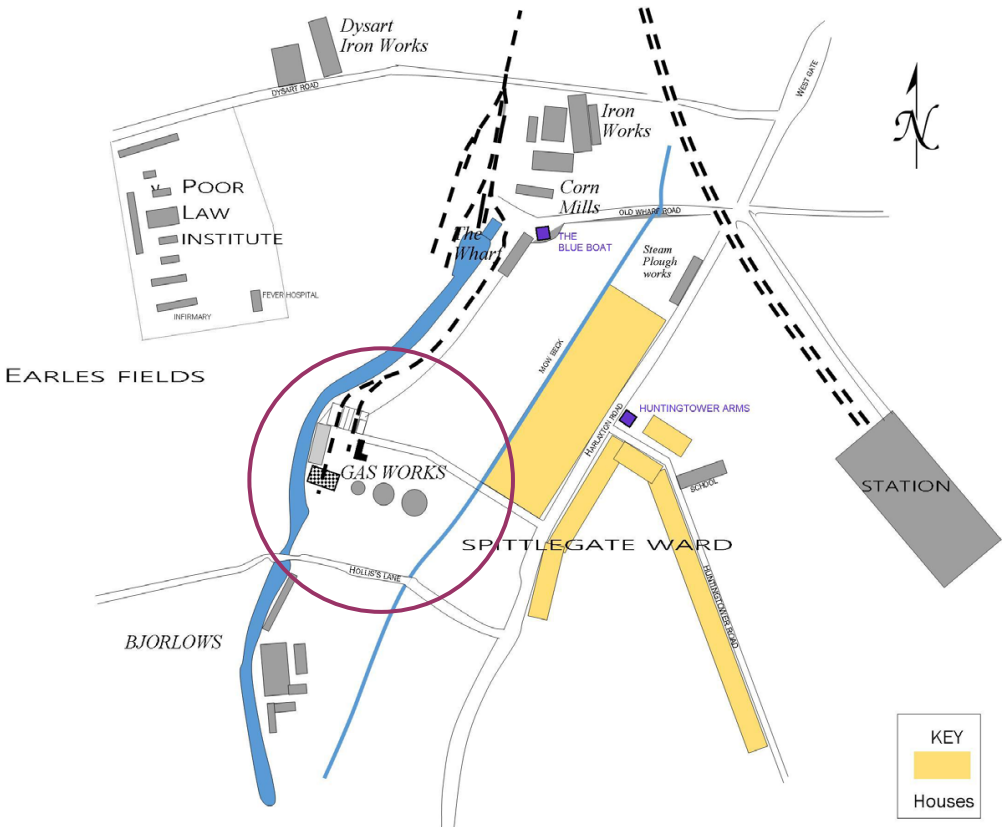 Dysart
Iron Works
DYSART ROAD
WEST GATE
N
Iron
Works
POOR
LAW
INSTITUTE
Corn
Mills
OLD WHARF ROAD
THE
BLUE BOAT
The
Wharf
Steam
Plough
works
FEVER HOSPITAL
INFIRMARY
MOW BECK
EARLES FIELDS
HUNTINGTOWER ARMS
HARLAXTON ROAD
GAS WORKS
SCHOOL
STATION
SPITTLEGATE WARD
HOLLIS'S LANE
HUNTINGTOWER ROAD
BJORLOWS
KEY
Houses